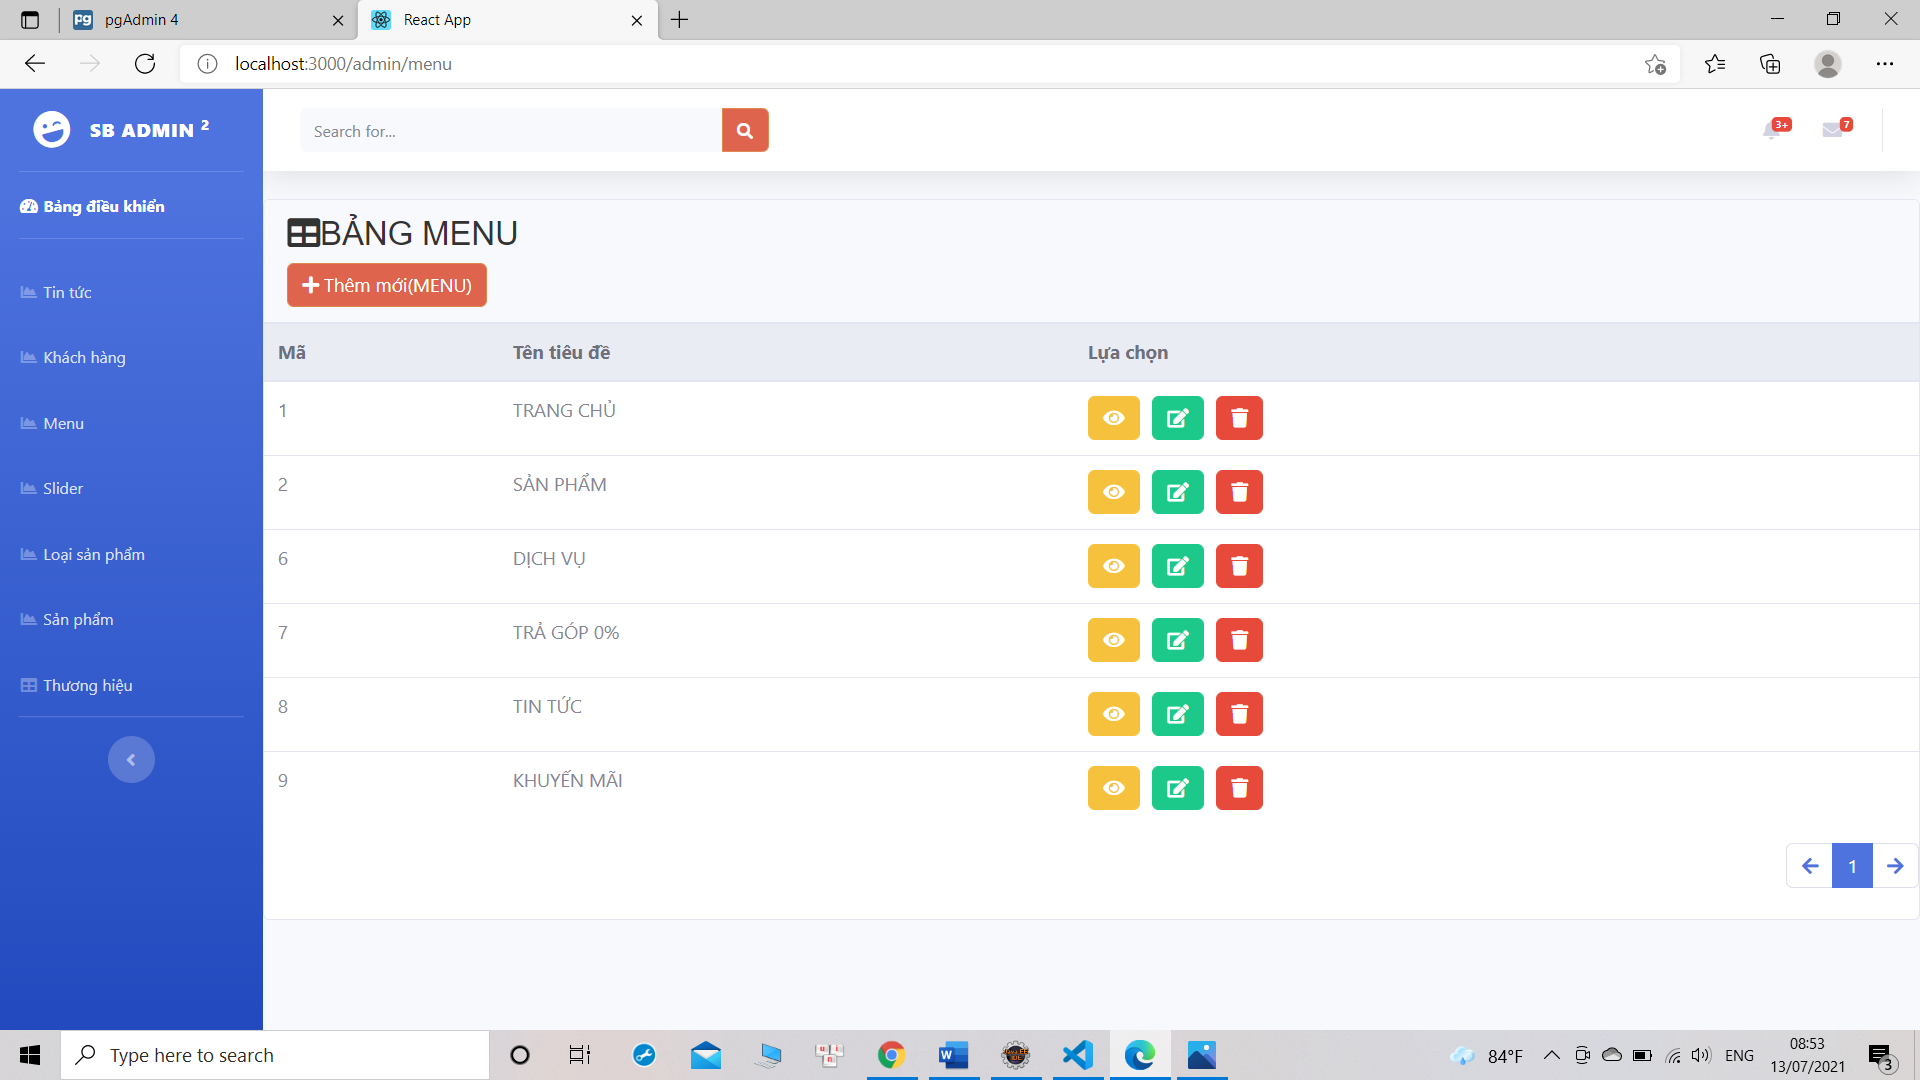 pgAdmin 4
React App
localhost:3000/admin/menu
SB ADMIN 2
Search for...
3+
7
Bảng điều khiển
Tin tức
Khách hàng
Menu
Slider
Loại sản phẩm
Sản phẩm
Thương hiệu
BẢNG MENU
Thêm mới(MENU)
Mã Tên tiêu đề Lựa chọn
1 TRANG CHỦ
2 SẢN PHẨM
6 DỊCH VỤ
7 TRẢ GÓP 0%
8 TIN TỨC
9 KHUYẾN MÃI
1
Type here to search
84°F
ENG
08:53
13/07/2021
3